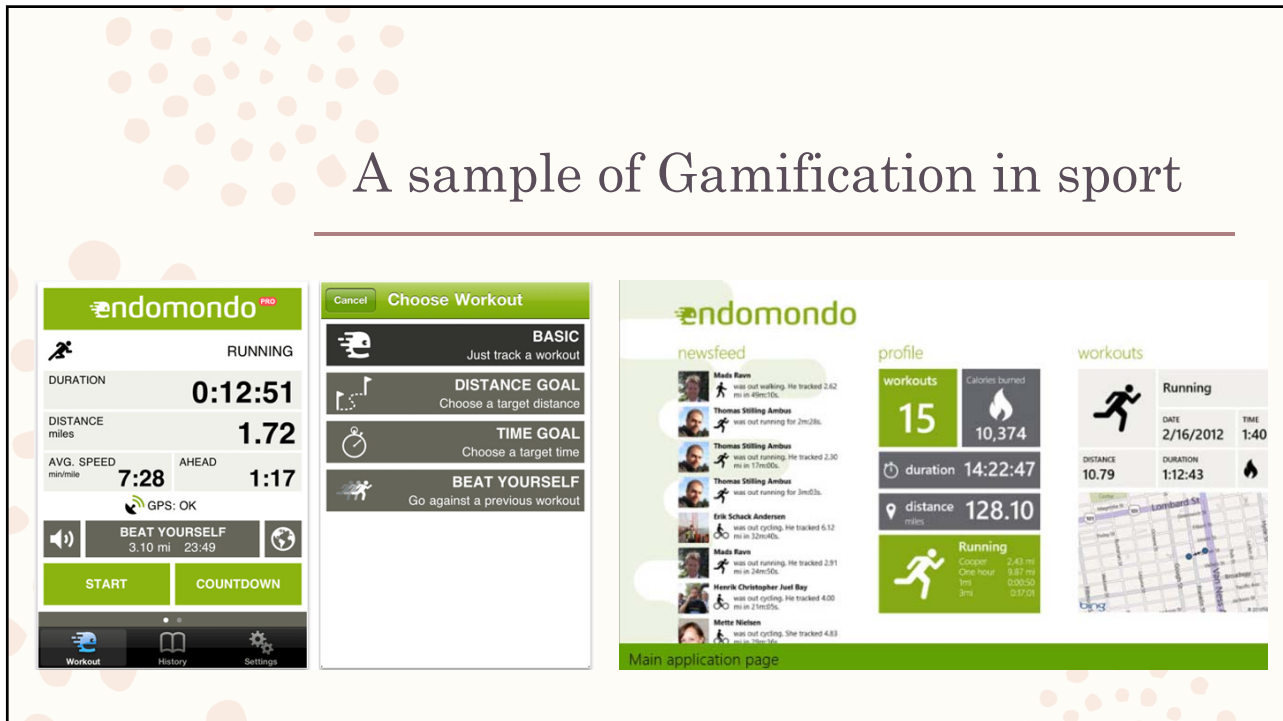 A sample of Gamification in sport
endomondo PRO
RUNNING
DURATION
0:12:51
DISTANCE
miles
1.72
AVG. SPEED
min/mile
7:28
AHEAD
1:17
GPS: OK
BEAT YOURSELF
3.10 mi 23:49
START
COUNTDOWN
Workout
History
Settings
Cancel
Choose Workout
BASIC
Just track a workout
DISTANCE GOAL
Choose a target distance
TIME GOAL
Choose a target time
BEAT YOURSELF
Go against a previous workout
endomondo
newsfeed
Mads Ravn
was out walking. He tracked 2.62
mi in 49m:10s.
Thomas Stilling Ambus
was out running for 2m:28s.
Thomas Stilling Ambus
was out running. He tracked 2.30
mi in 17m:00s.
Thomas Stilling Ambus
was out running for 3m:03s.
Erik Schack Andersen
was out cycling. He tracked 6.12
mi in 32m:40s.
Mads Ravn
was out running. He tracked 2.91
mi in 24m:50s.
Henrik Christopher Juel Bay
was out cycling. He tracked 4.00
mi in 21m:05s.
Mette Nielsen
was out cycling. She tracked 4.83
mi in 29m:36s.
profile
workouts
15
Calories burned
10,374
duration 14:22:47
distance
miles
128.10
Running
Cooper 2.43 mi
One hour 9.87 mi
1mi 0:00:50
3mi 0:17:01
workouts
Running
DATE
2/16/2012
TIME
1:40
DISTANCE
10.79
DURATION
1:12:43
Lombard St
Broadway
bing
Main application page